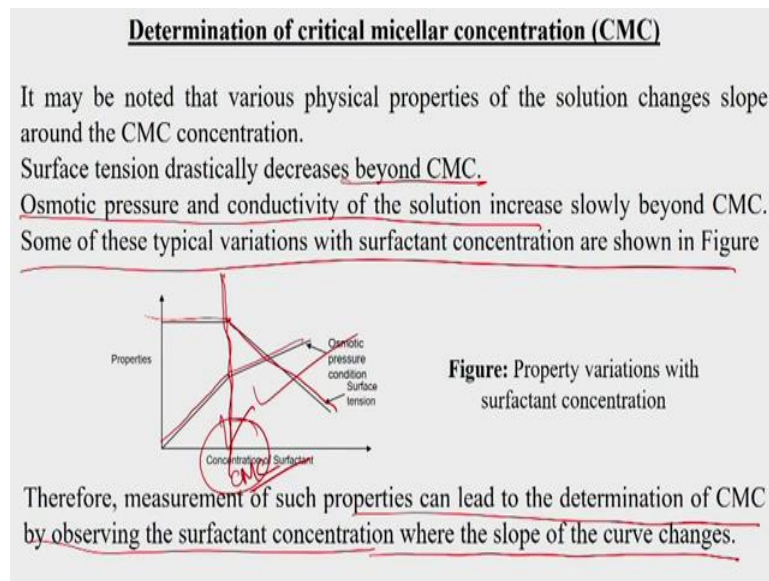 Determination of critical micellar concentration (CMC)
It may be noted that various physical properties of the solution changes slope
around the CMC concentration.
Surface tension drastically decreases beyond CMC.
Osmotic pressure and conductivity of the solution increase slowly beyond CMC.
Some of these typical variations with surfactant concentration are shown in Figure
Properties
Osmotic
pressure
condition
Surface
tension
Concentration of Surfactant
CMC
Figure: Property variations with
surfactant concentration
Therefore, measurement of such properties can lead to the determination of CMC
by observing the surfactant concentration where the slope of the curve changes.